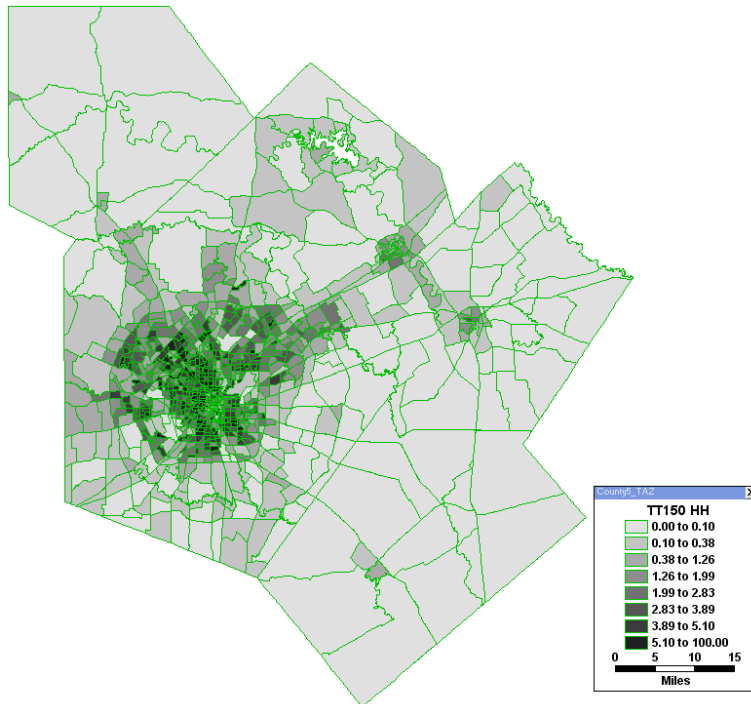 County5_TAZ
TT150 HH
0.00 to 0.10
0.10 to 0.38
0.38 to 1.26
1.26 to 1.99
1.99 to 2.83
2.83 to 3.89
3.89 to 5.10
5.10 to 100.00
0 5 10 15
Miles